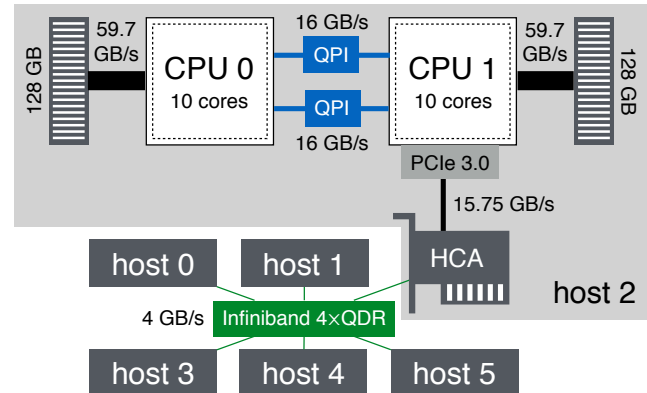 16 GB/s
59.7
GB/s
59.7
GB/s
128 GB
CPU 0
10 cores
QPI
QPI
CPU 1
10 cores
128 GB
16 GB/s
PCIe 3.0
15.75 GB/s
HCA
host 2
host 0
host 1
4 GB/s
Infiniband 4×QDR
host 3
host 4
host 5